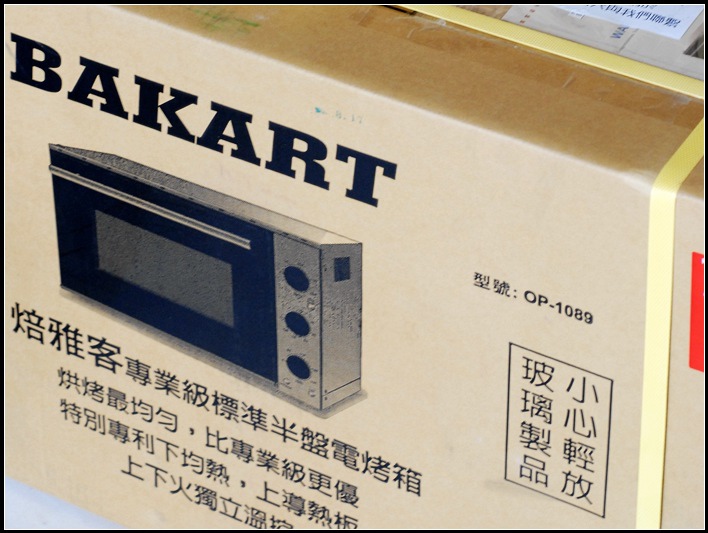 BAKART
8.17
型號: OP-1089
焙雅客專業級標準半盤電烤箱
烘烤最均勻，比專業級更優
特別專利下均熱，上導熱板
上下火獨立溫控
小心輕放
玻璃製品